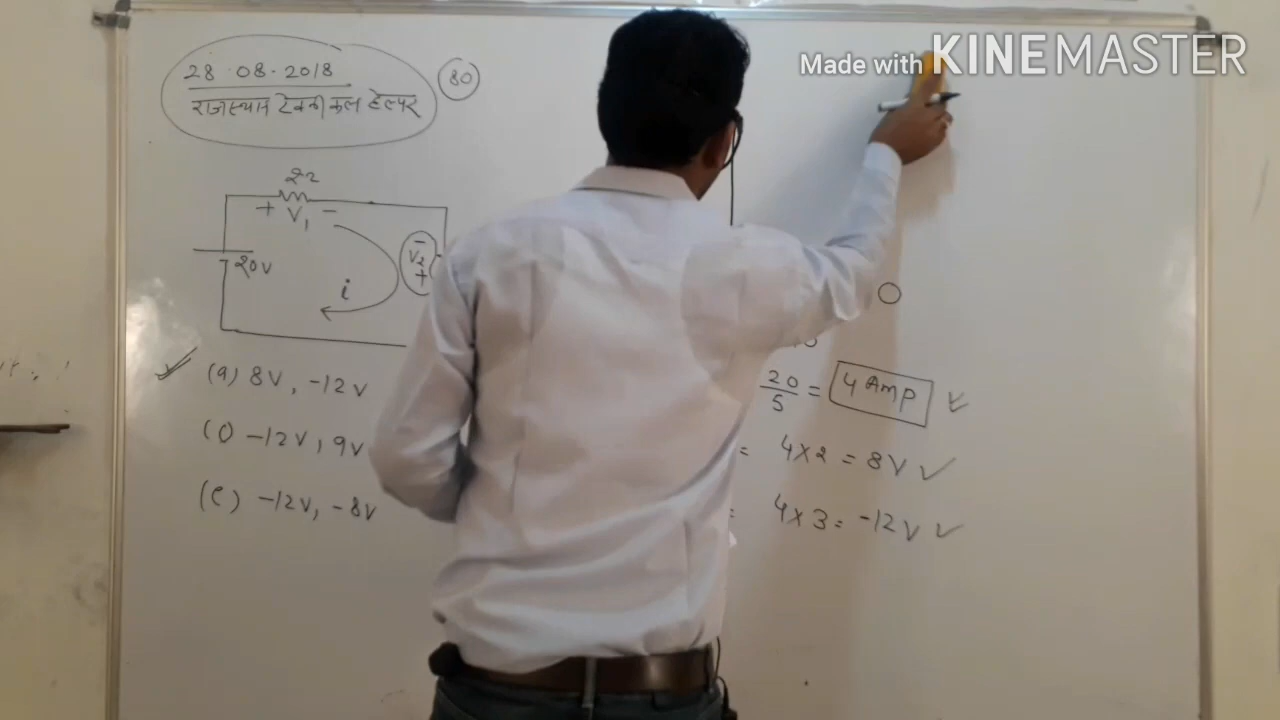 Made with KINEMASTER
28.08.2018
राजस्थान टेक्नीकल हेल्पर
80
2Ω
+ V₁ -
20V
i
-
V₂
+
(a) 8V, -12V
-12V, 9V
-12V, -8V
20/5 = 4 Amp
= 4×2 = 8V
= 4×3 = -12V